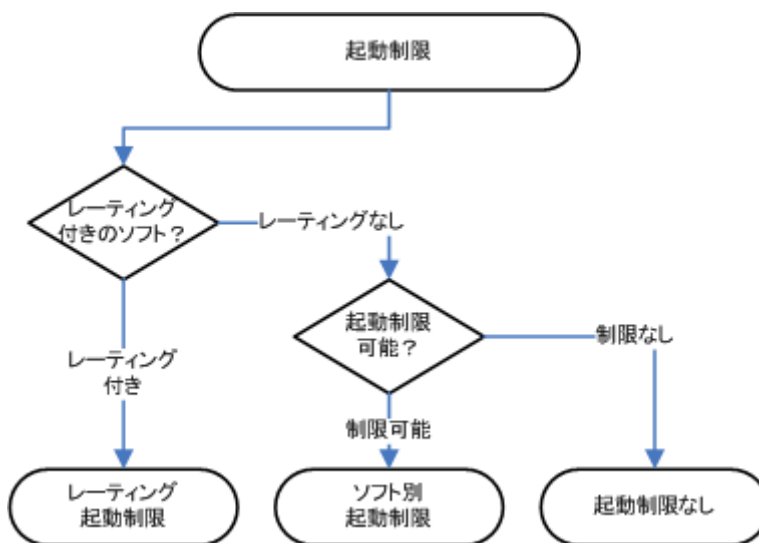 起動制限
レーティング
付きのソフト？
レーティングなし
起動制限
可能？
制限なし
レーティング
付き
制限可能
レーティング
起動制限
ソフト別
起動制限
起動制限なし